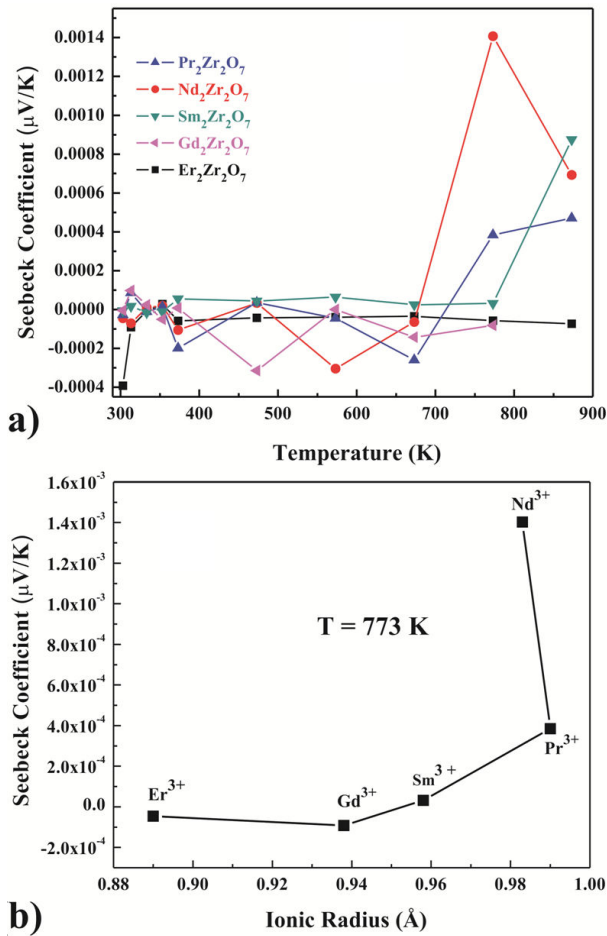 0.0014
0.0012
0.0010
0.0008
0.0006
0.0004
0.0002
0.0000
-0.0002
-0.0004
Seebeck Coefficient (μV/K)
Pr₂Zr₂O₇
Nd₂Zr₂O₇
Sm₂Zr₂O₇
Gd₂Zr₂O₇
Er₂Zr₂O₇
300 400 500 600 700 800 900
a)
Temperature (K)
1.6x10⁻³
1.4x10⁻³
1.2x10⁻³
1.0x10⁻³
8.0x10⁻⁴
6.0x10⁻⁴
4.0x10⁻⁴
2.0x10⁻⁴
0.0
-2.0x10⁻⁴
Seebeck Coefficient (μV/K)
Nd³⁺
T = 773 K
Pr³⁺
Sm³⁺
Er³⁺
Gd³⁺
0.88 0.90 0.92 0.94 0.96 0.98 1.00
b)
Ionic Radius (Å)